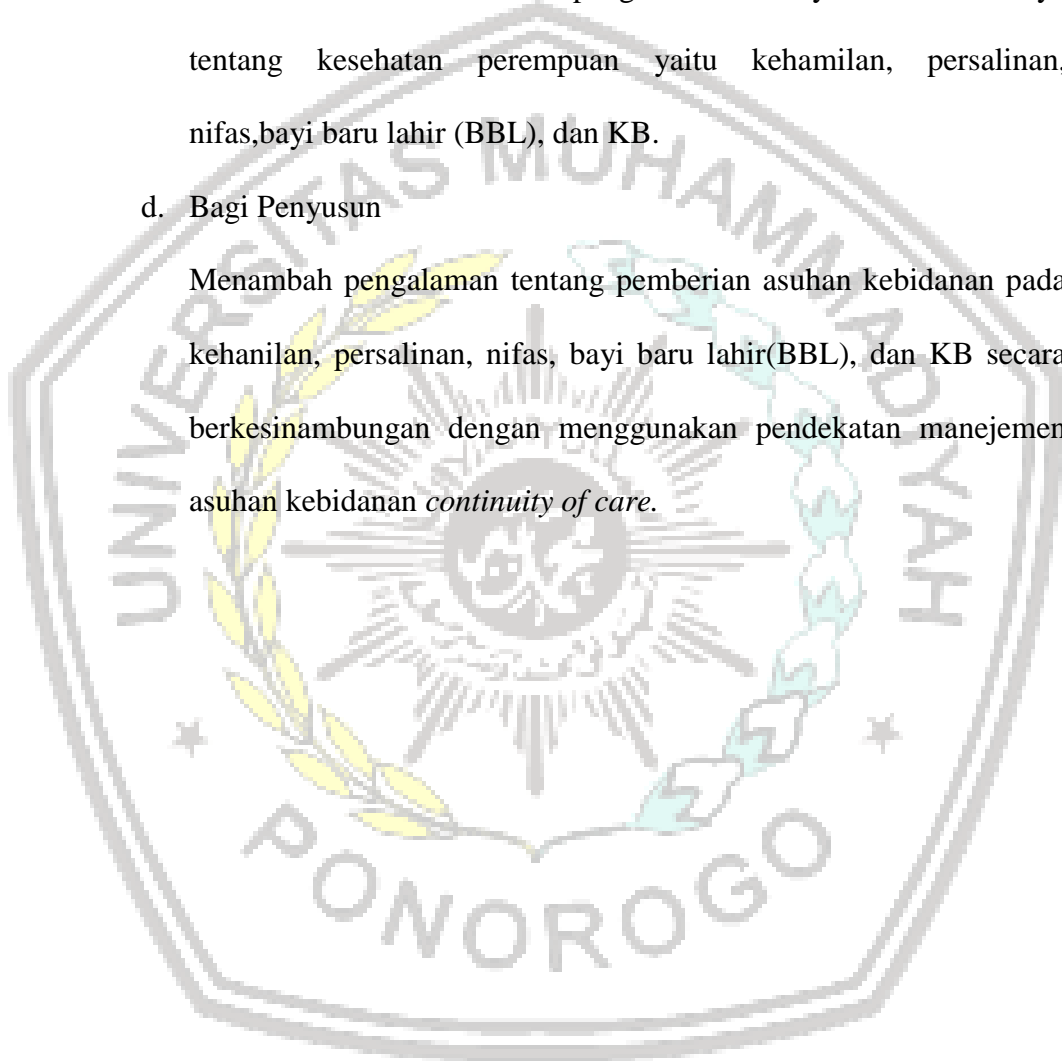 tentang kesehatan perempuan yaitu kehamilan, persalinan,
nifas,bayi baru lahir (BBL), dan KB.
d. Bagi Penyusun
Menambah pengalaman tentang pemberian asuhan kebidanan pada
kehanilan, persalinan, nifas, bayi baru lahir(BBL), dan KB secara
berkesinambungan dengan menggunakan pendekatan manejemen
asuhan kebidanan continuity of care.
UNIVERSITAS MUHAMMADIYAH
PONOROGO